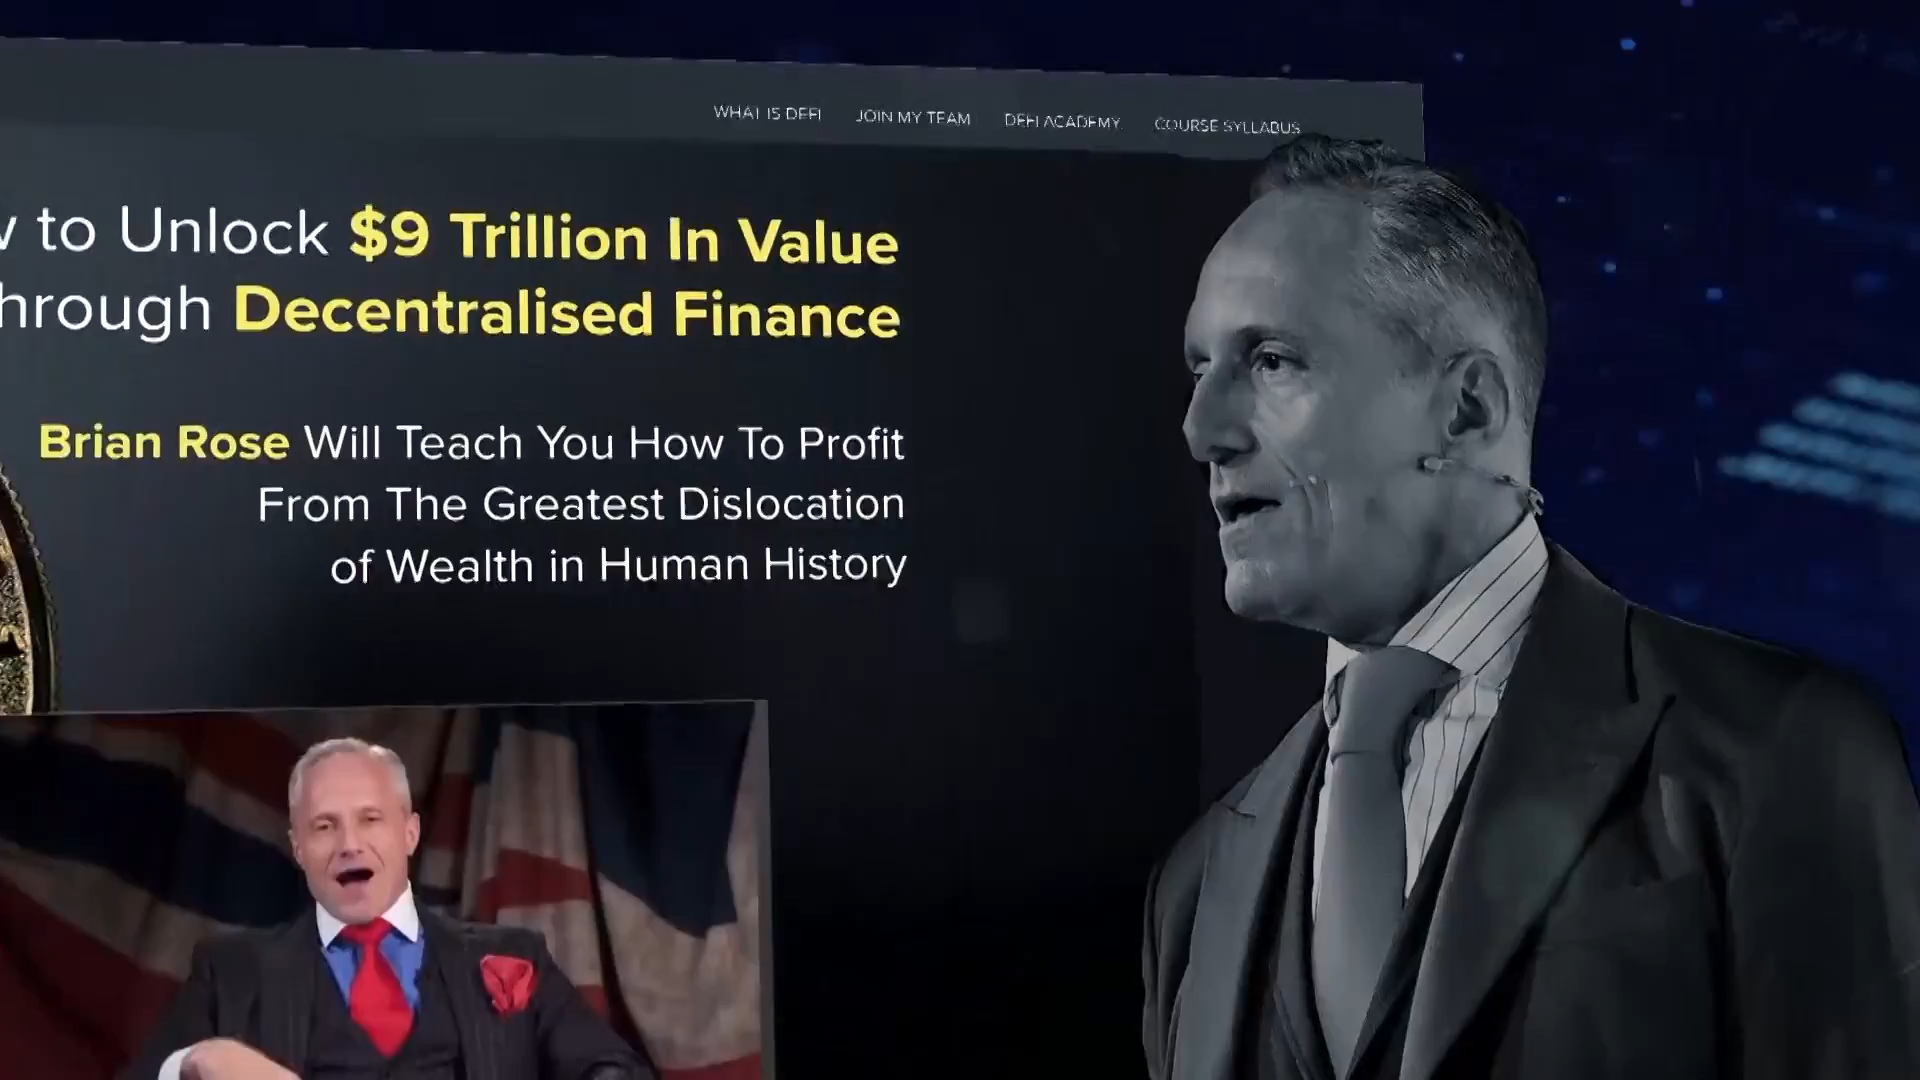 WHAT IS DEFI JOIN MY TEAM DEFI ACADEMY COURSE SYLLABUS
to Unlock $9 Trillion In Value
hrough Decentralised Finance
Brian Rose Will Teach You How To Profit
From The Greatest Dislocation
of Wealth in Human History